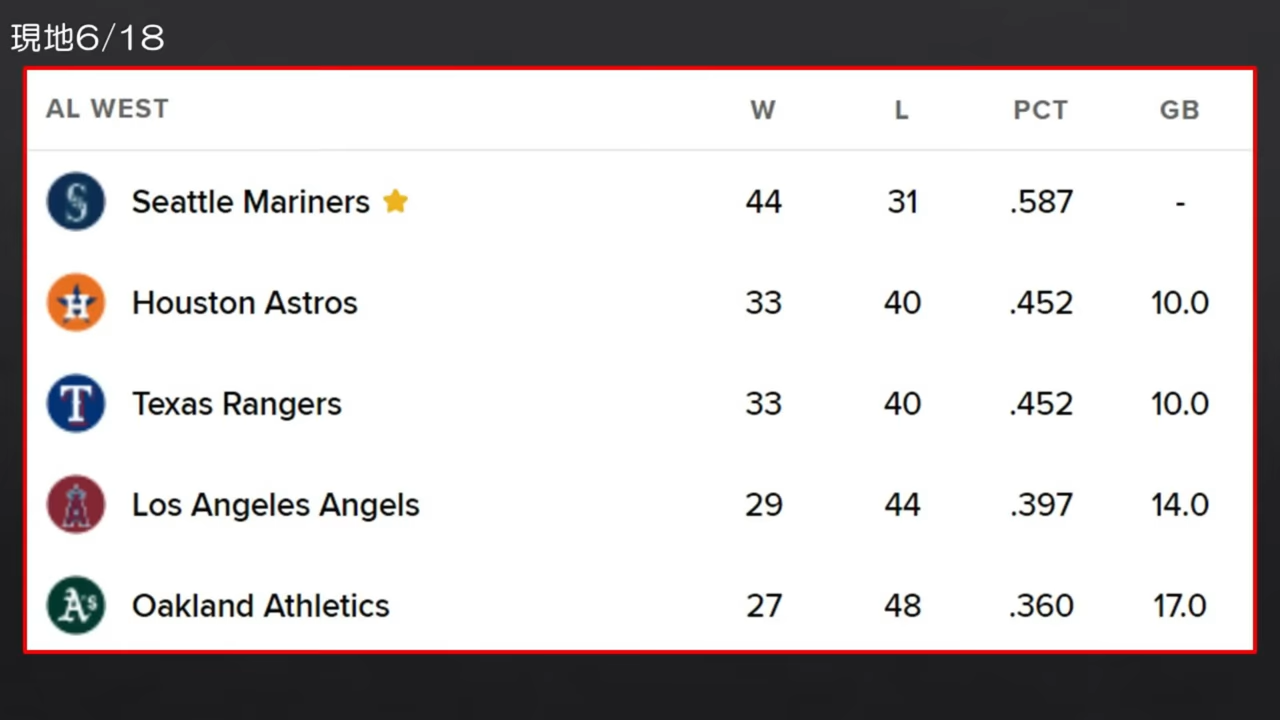 現地6/18
AL WEST W L PCT GB
Seattle Mariners 44 31 .587 -
Houston Astros 33 40 .452 10.0
Texas Rangers 33 40 .452 10.0
Los Angeles Angels 29 44 .397 14.0
Oakland Athletics 27 48 .360 17.0